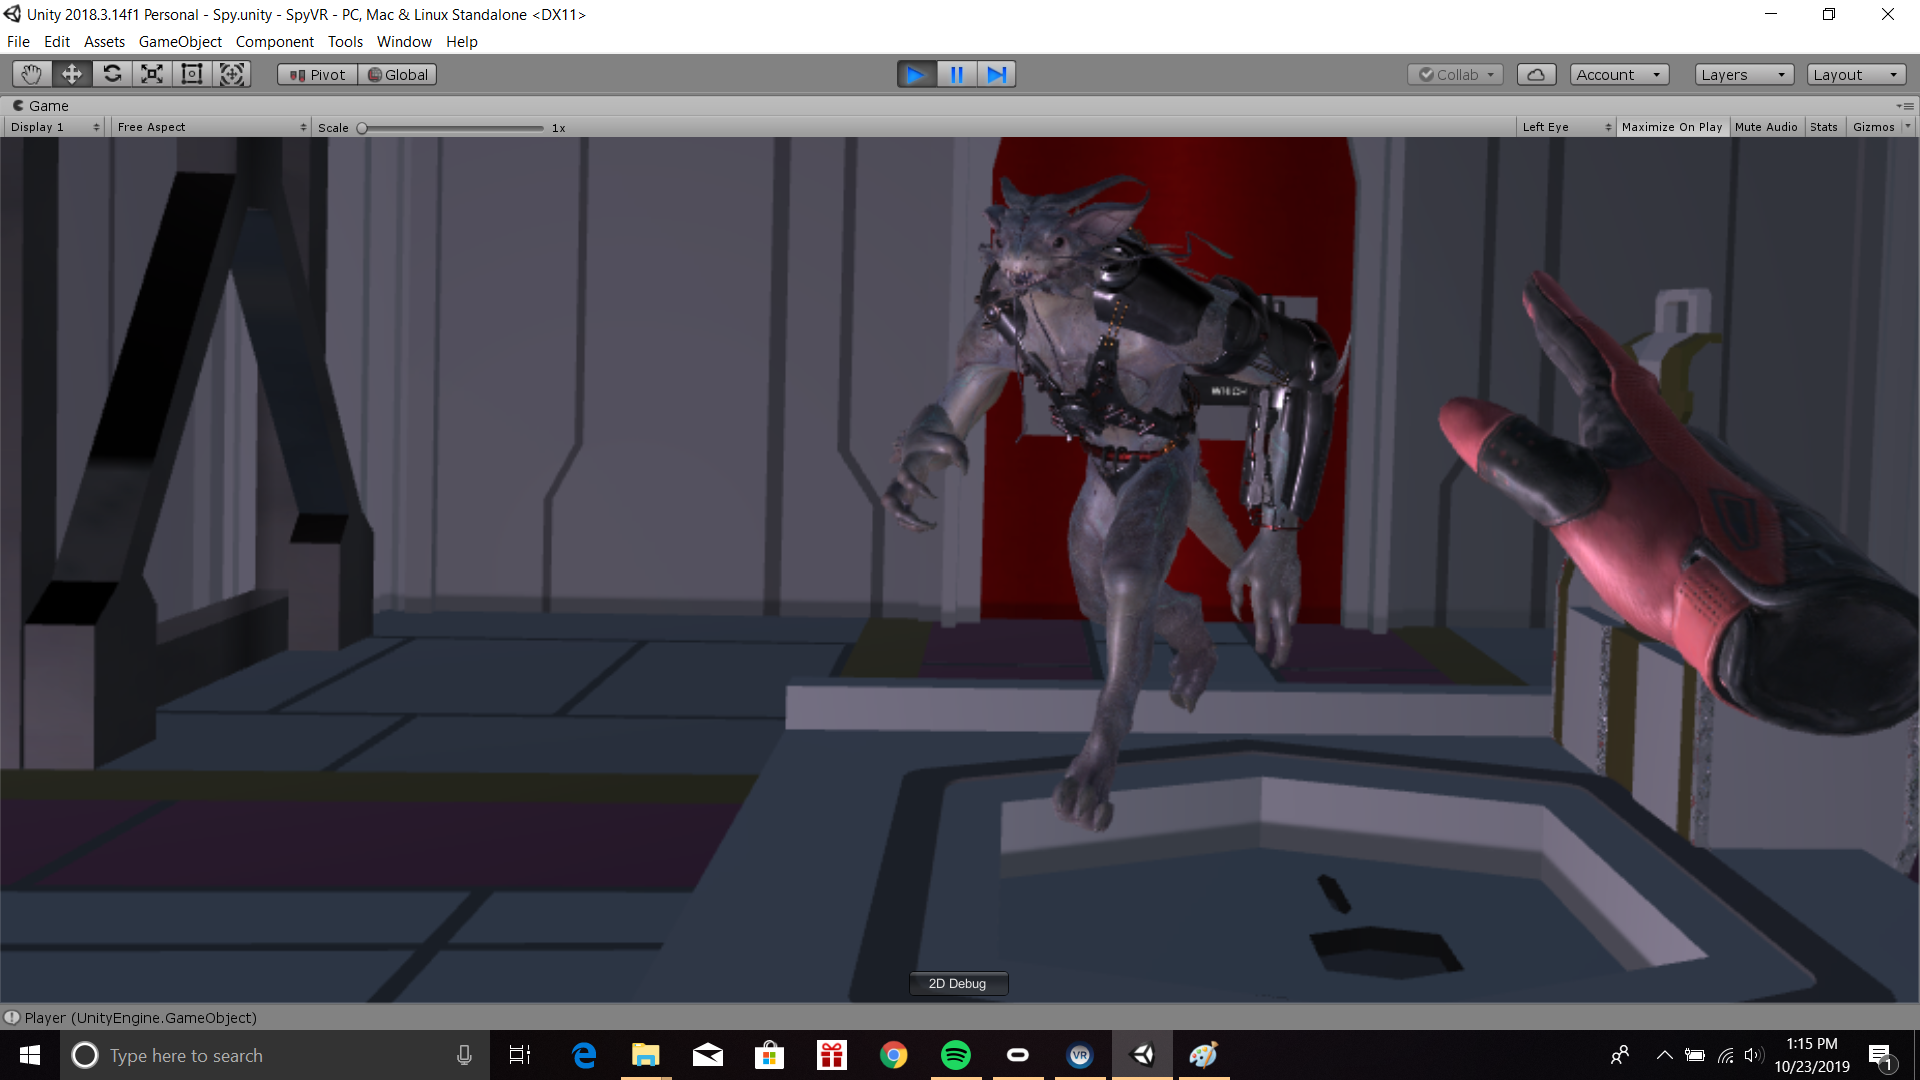 Unity 2018.3.14f1 Personal - Spy.unity - SpyVR - PC, Mac & Linux Standalone <DX11>
File Edit Assets GameObject Component Tools Window Help
Pivot Global Collab Account Layers Layout
Game
Display 1 Free Aspect Scale 1x Left Eye Maximize On Play Mute Audio Stats Gizmos
2D Debug
Player (UnityEngine.GameObject)
Type here to search
VR
1:15 PM
10/23/2019
1